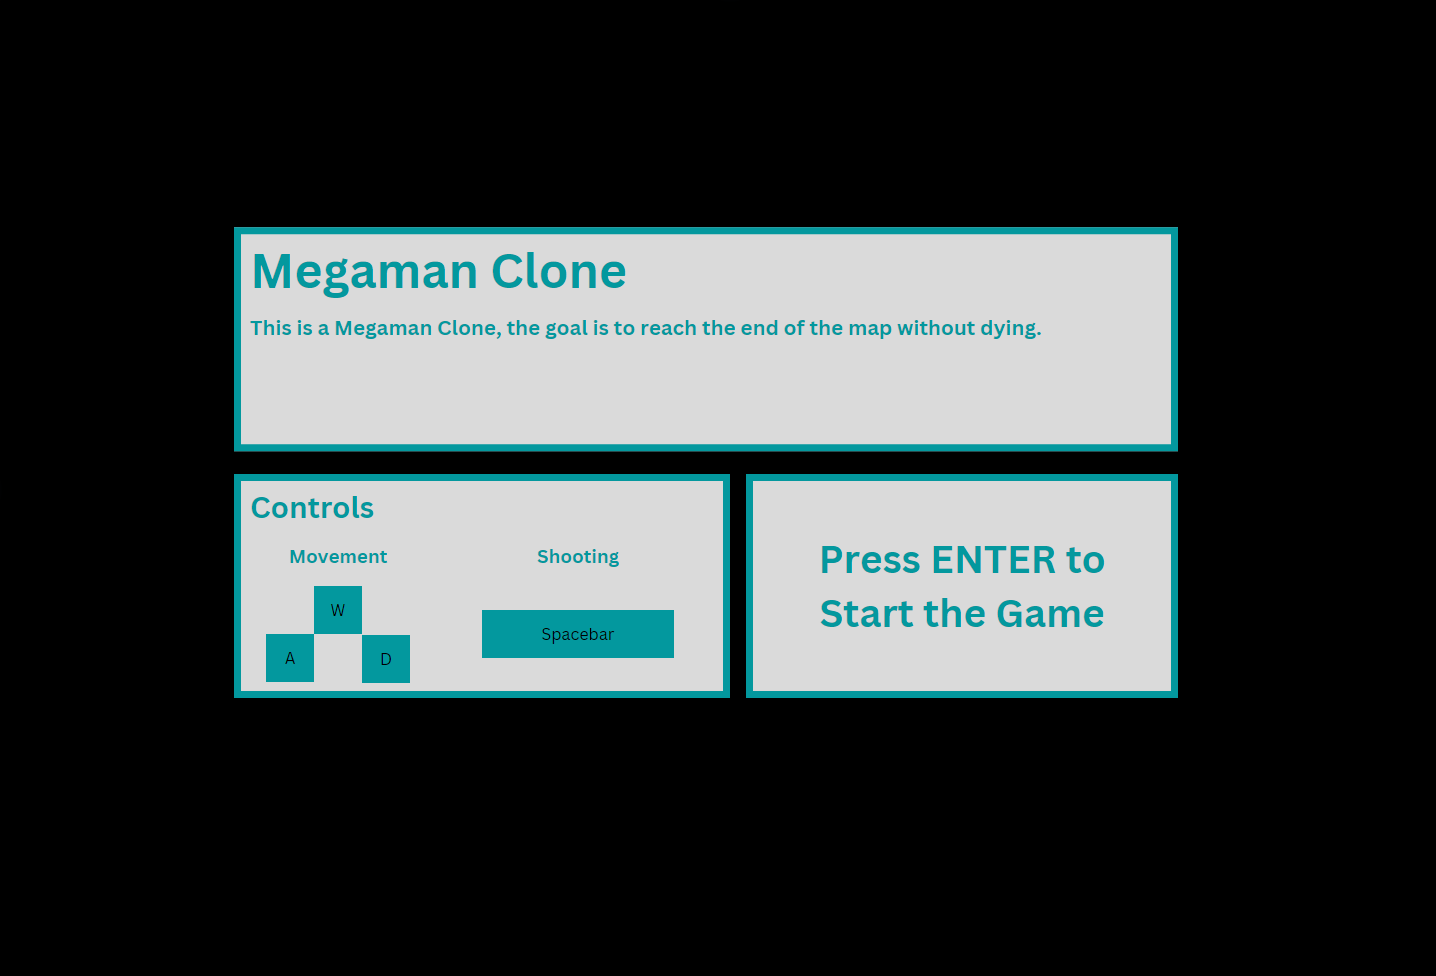 Megaman Clone
This is a Megaman Clone, the goal is to reach the end of the map without dying.
Controls
Movement
Shooting
W
A
D
Spacebar
Press ENTER to
Start the Game